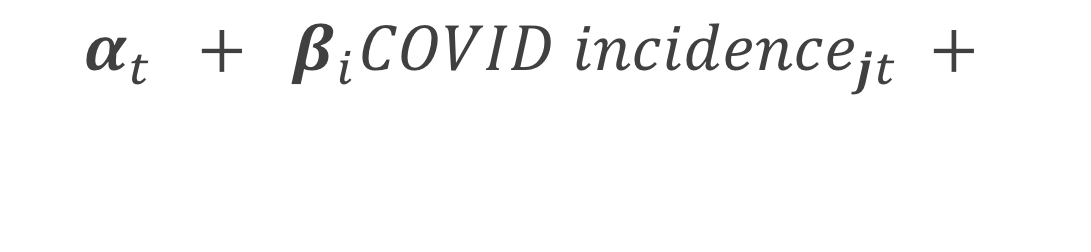 α_t + β_i COVID incidence_jt +